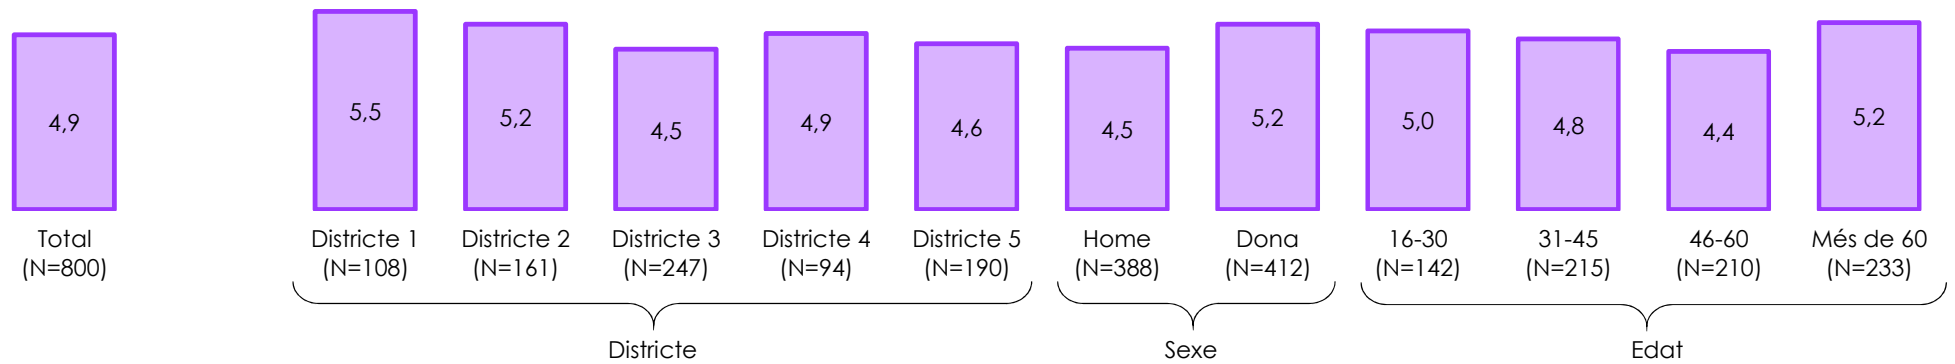 4,9
5,5
5,2
4,5
4,9
4,6
4,5
5,2
5,0
4,8
4,4
5,2
Total
(N=800)
Districte 1
(N=108)
Districte 2
(N=161)
Districte 3
(N=247)
Districte 4
(N=94)
Districte 5
(N=190)
Home
(N=388)
Dona
(N=412)
16-30
(N=142)
31-45
(N=215)
46-60
(N=210)
Més de 60
(N=233)
Districte
Sexe
Edat